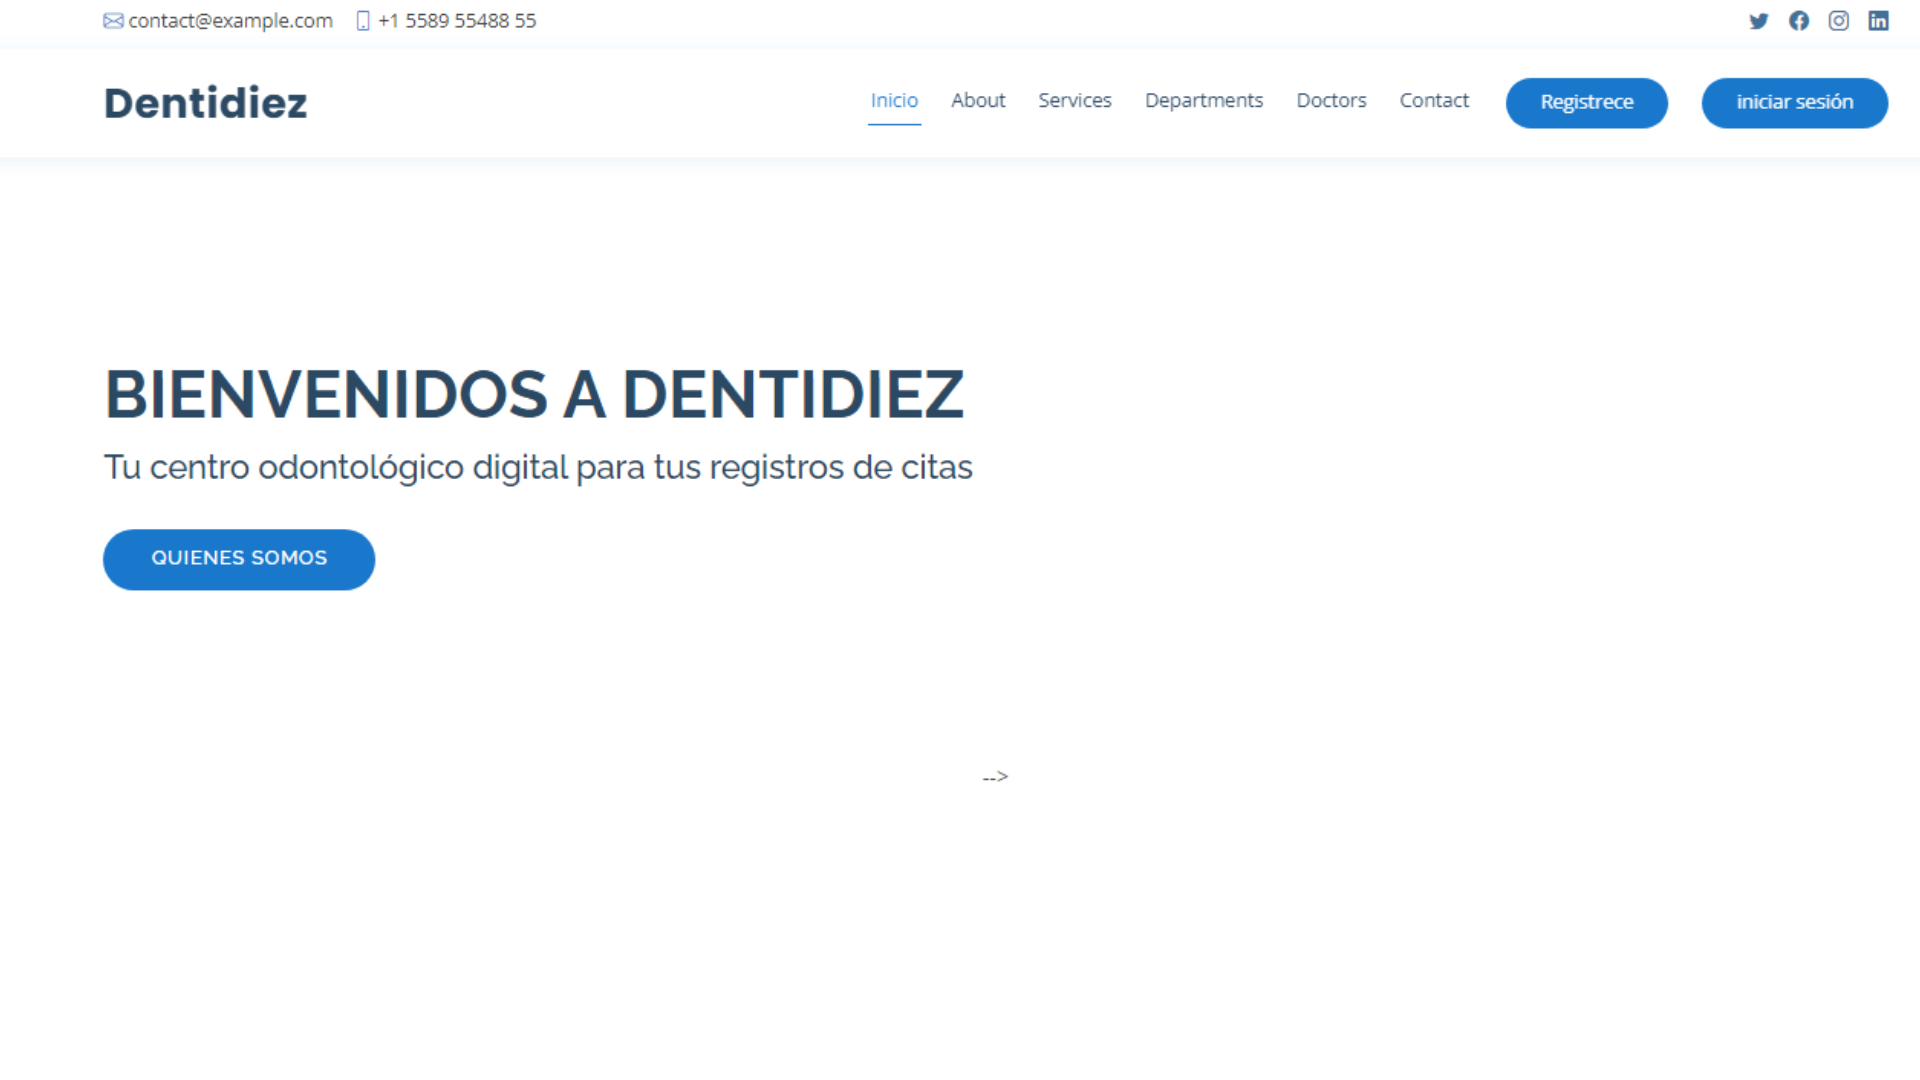 contact@example.com +1 5589 55488 55
Dentidiez Inicio About Services Departments Doctors Contact Registrece iniciar sesión
BIENVENIDOS A DENTIDIEZ
Tu centro odontológico digital para tus registros de citas
QUIENES SOMOS
-->